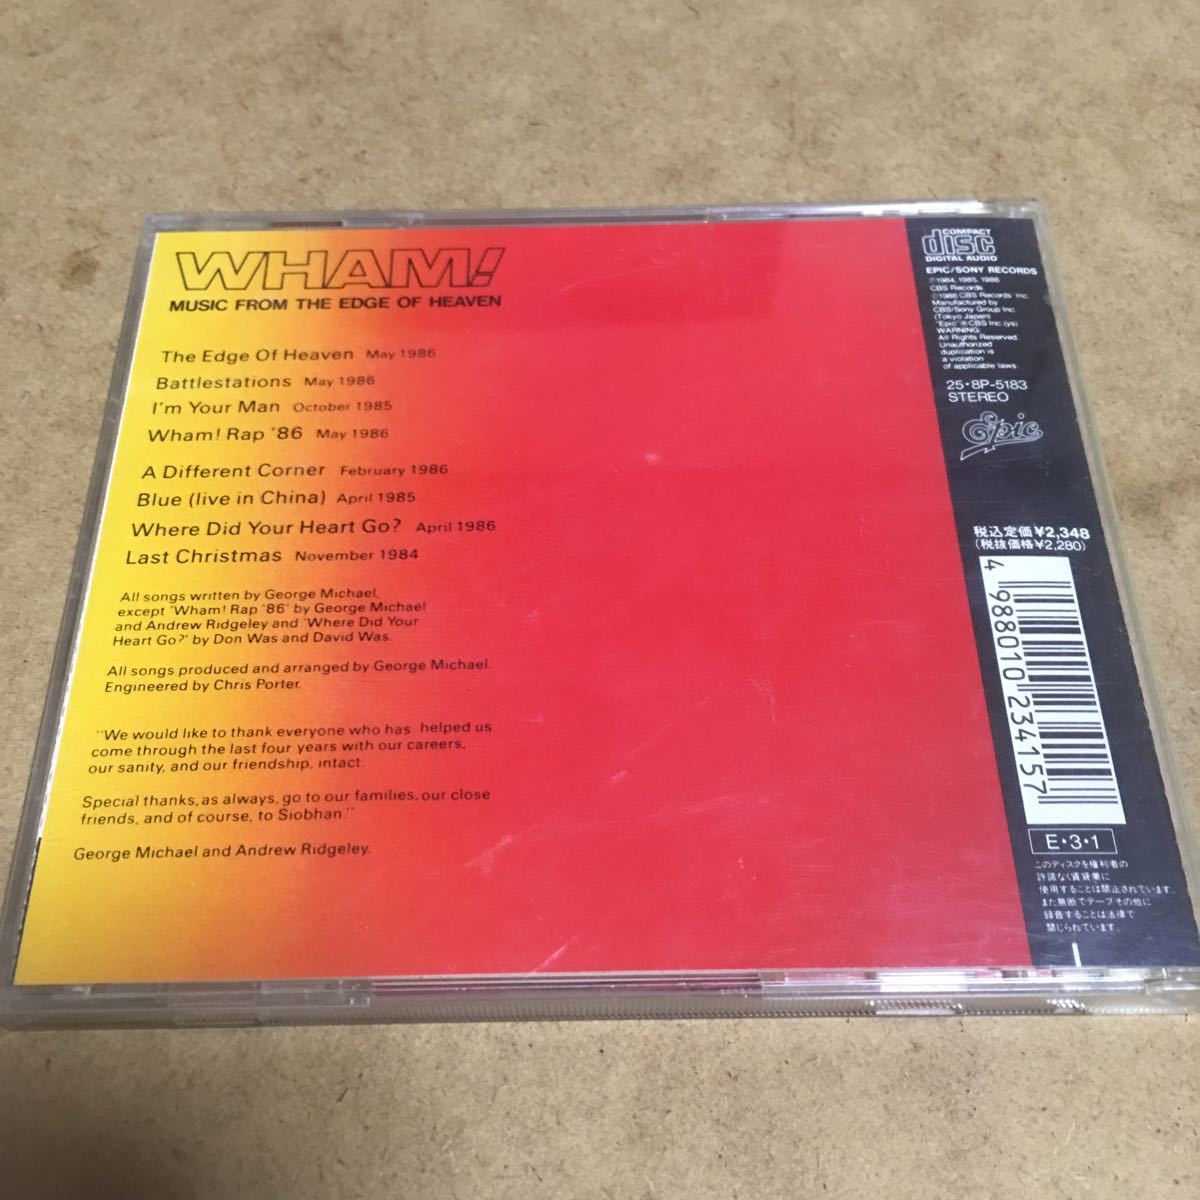 WHAM!
MUSIC FROM THE EDGE OF HEAVEN
The Edge Of Heaven May 1986
Battlestations May 1986
I'm Your Man October 1985
Wham! Rap '86 May 1986
A Different Corner February 1986
Blue (live in China) April 1985
Where Did Your Heart Go? April 1986
Last Christmas November 1984
All songs written by George Michael,
except 'Wham! Rap '86' by George Michael
and Andrew Ridgeley and 'Where Did Your
Heart Go?' by Don Was and David Was.
All songs produced and arranged by George Michael.
Engineered by Chris Porter.
"We would like to thank everyone who has helped us
come through the last four years with our careers,
our sanity, and our friendship, intact.
Special thanks, as always, go to our families, our close
friends, and of course, to Siobhan."
George Michael and Andrew Ridgeley.
COMPACT
disc
DIGITAL AUDIO
EPIC/SONY RECORDS
℗1984, 1985, 1986
CBS Records
©1986 CBS Records Inc.
Manufactured by
CBS/Sony Group Inc.
(Tokyo Japan)
"Epic" ® CBS Inc. (ys)
WARNING
All Rights Reserved.
Unauthorized
duplication is
a violation
of applicable laws.
25・8P-5183
STEREO
Epic
税込定価¥2,348
(税抜価格¥2,280)
4 988010 234157
E・3・1
このディスクを権利者の
許諾なく賃貸業に
使用することは禁止されています。
また無断でテープその他に
録音することは法律で
禁じられています。